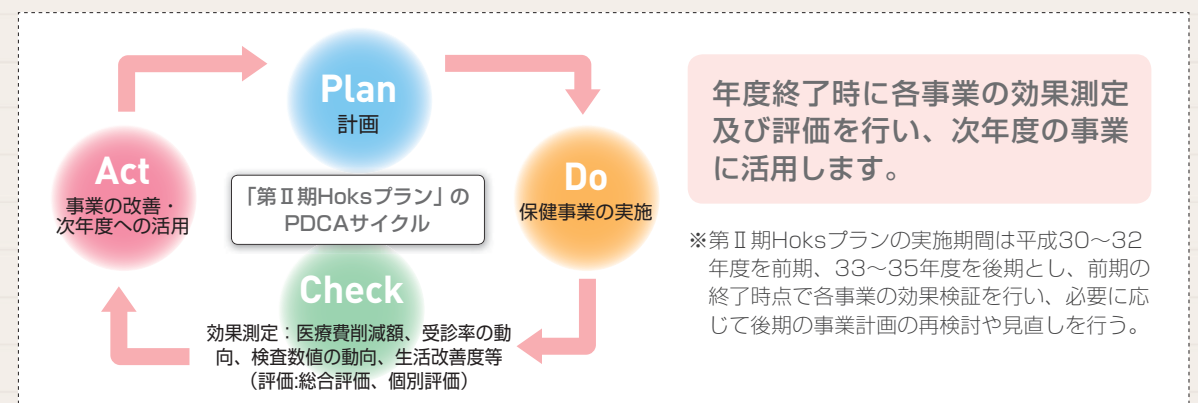 Plan
計画
Do
保健事業の実施
Check
効果測定：医療費削減額、受診率の動
向、検査数値の動向、生活改善度等
（評価:総合評価、個別評価）
Act
事業の改善・
次年度への活用
「第Ⅱ期Hoksプラン」の
PDCAサイクル
年度終了時に各事業の効果測定
及び評価を行い、次年度の事業
に活用します。
※第Ⅱ期Hoksプランの実施期間は平成30〜32
年度を前期、33〜35年度を後期とし、前期の
終了時点で各事業の効果検証を行い、必要に応
じて後期の事業計画の再検討や見直しを行う。